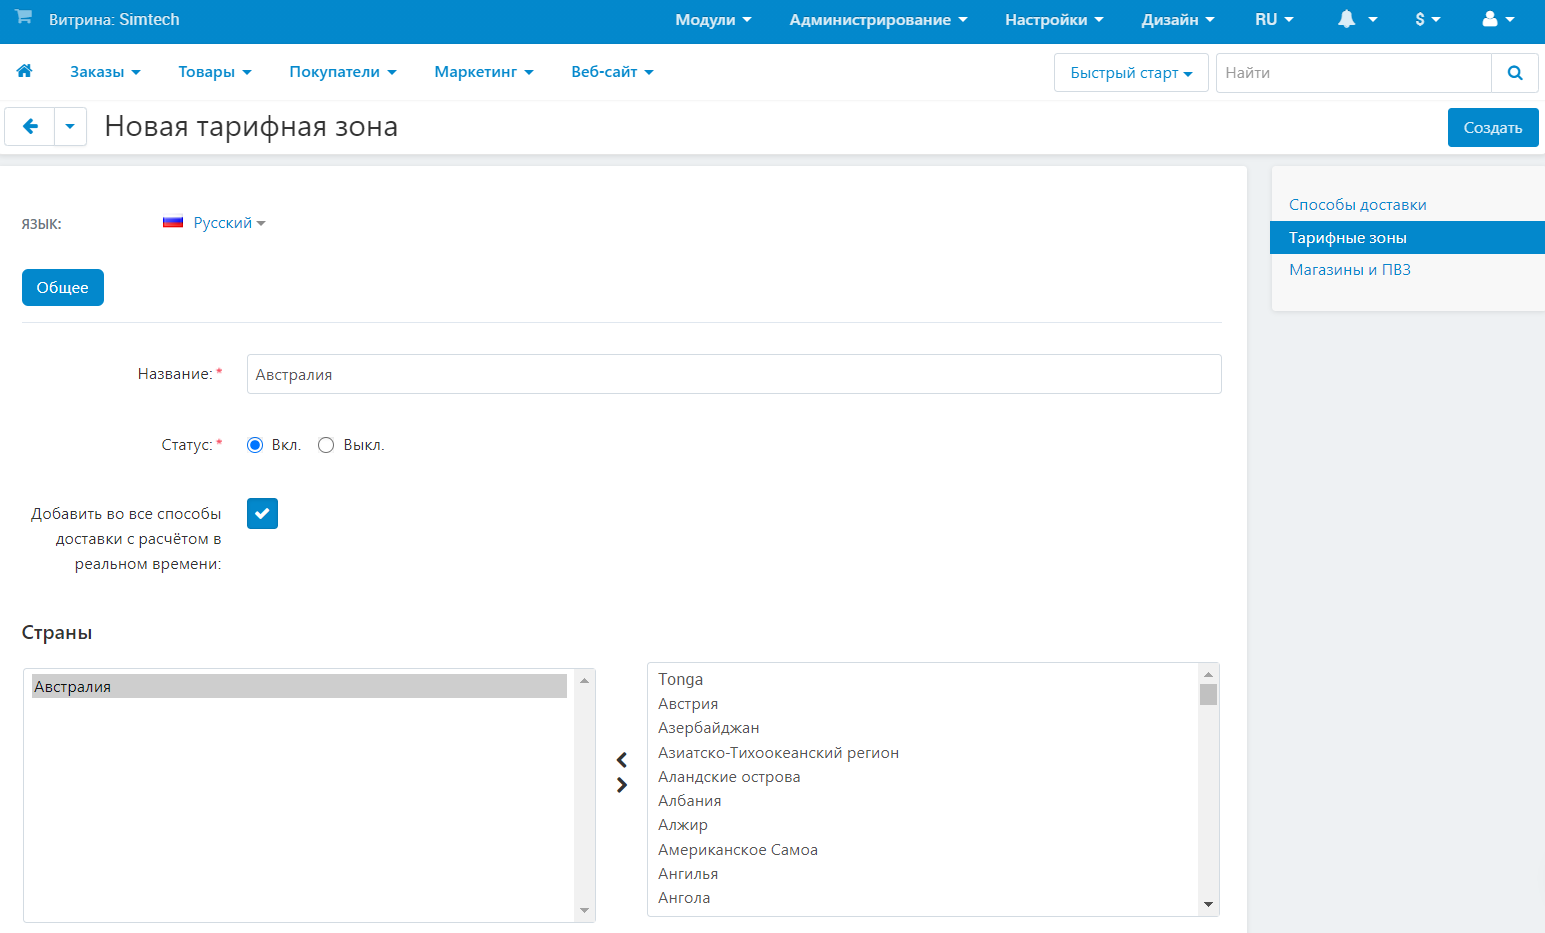 Витрина: Simtech
Модули
Администрирование
Настройки
Дизайн
RU
$
Заказы
Товары
Покупатели
Маркетинг
Веб-сайт
Быстрый старт
Найти
Новая тарифная зона
Создать
ЯЗЫК:
Русский
Способы доставки
Тарифные зоны
Магазины и ПВЗ
Общее
Название: *
Австралия
Статус: *
Вкл.
Выкл.
Добавить во все способы
доставки с расчётом в
реальном времени:
Страны
Австралия
Tonga
Австрия
Азербайджан
Азиатско-Тихоокеанский регион
Аландские острова
Албания
Алжир
Американское Самоа
Ангилья
Ангола